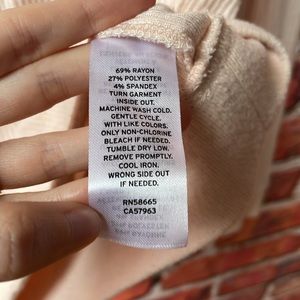 69% RAYON
27% POLYESTER
4% SPANDEX
TURN GARMENT
INSIDE OUT.
MACHINE WASH COLD.
GENTLE CYCLE.
WITH LIKE COLORS.
ONLY NON-CHLORINE
BLEACH IF NEEDED.
TUMBLE DRY LOW.
REMOVE PROMPTLY.
COOL IRON.
WRONG SIDE OUT
IF NEEDED.
RN58665
CA57963